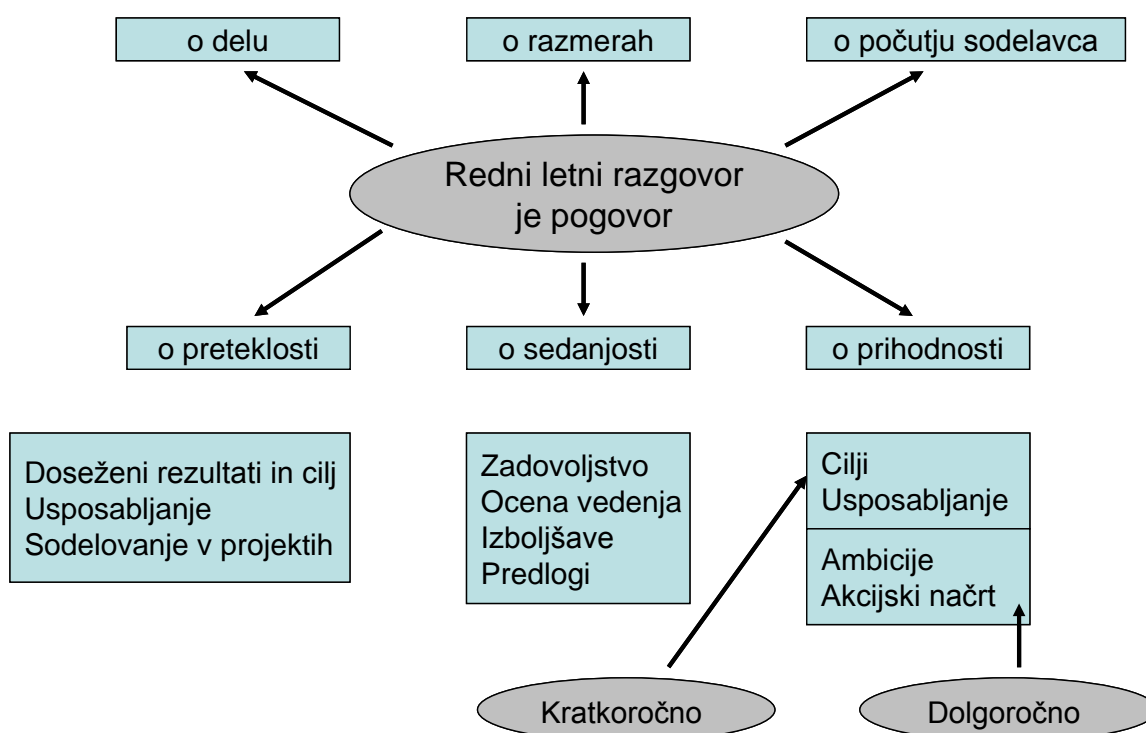 o delu
o razmerah
o počutju sodelavca
Redni letni razgovor
je pogovor
o preteklosti
o sedanjosti
o prihodnosti
Doseženi rezultati in cilj
Usposabljanje
Sodelovanje v projektih
Zadovoljstvo
Ocena vedenja
Izboljšave
Predlogi
Cilji
Usposabljanje
Ambicije
Akcijski načrt
Kratkoročno
Dolgoročno